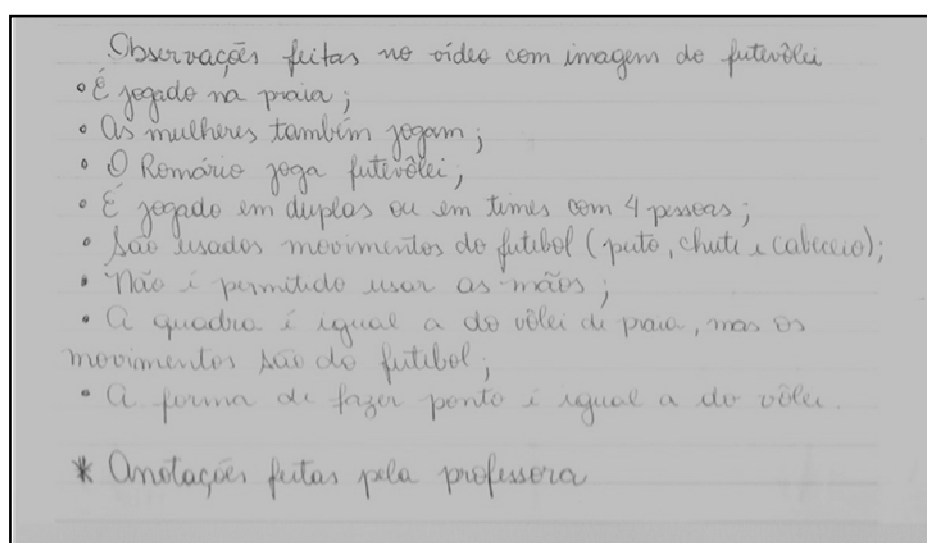 Observações feitas no vídeo com imagem do futevôlei
• É jogado na praia;
• As mulheres também jogam;
• O Romário joga futevôlei;
• É jogado em duplas ou em times com 4 pessoas;
• São usados movimentos do futebol (peito, chute e cabeceio);
• Não é permitido usar as mãos;
• A quadra é igual a do vôlei de praia, mas os
movimentos são do futebol;
• A forma de fazer ponto é igual a do vôlei.
* Anotações feitas pela professora